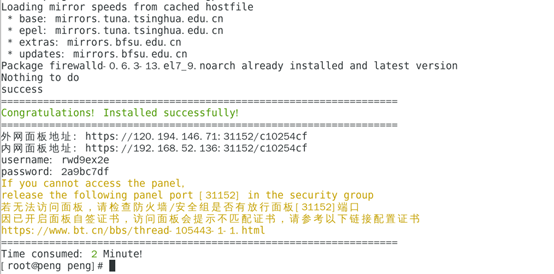 Loading mirror speeds from cached hostfile
* base: mirrors.tuna.tsinghua.edu.cn
* epel: mirrors.tuna.tsinghua.edu.cn
* extras: mirrors.bfsu.edu.cn
* updates: mirrors.bfsu.edu.cn
Package firewalld-0.6.3-13.el7_9.noarch already installed and latest version
Nothing to do
success
==================================================================
Congratulations! Installed successfully!
==================================================================
外网面板地址: https://120.194.146.71:31152/c10254cf
内网面板地址: https://192.168.52.136:31152/c10254cf
username: rwd9ex2e
password: 2a9bc7df
If you cannot access the panel,
release the following panel port [31152] in the security group
若无法访问面板，请检查防火墙/安全组是否有放行面板[31152]端口
因已开启面板自签证书，访问面板会提示不匹配证书，请参考以下链接配置证书
https://www.bt.cn/bbs/thread-105443-1-1.html
==================================================================
Time consumed: 2 Minute!
[root@peng peng]#